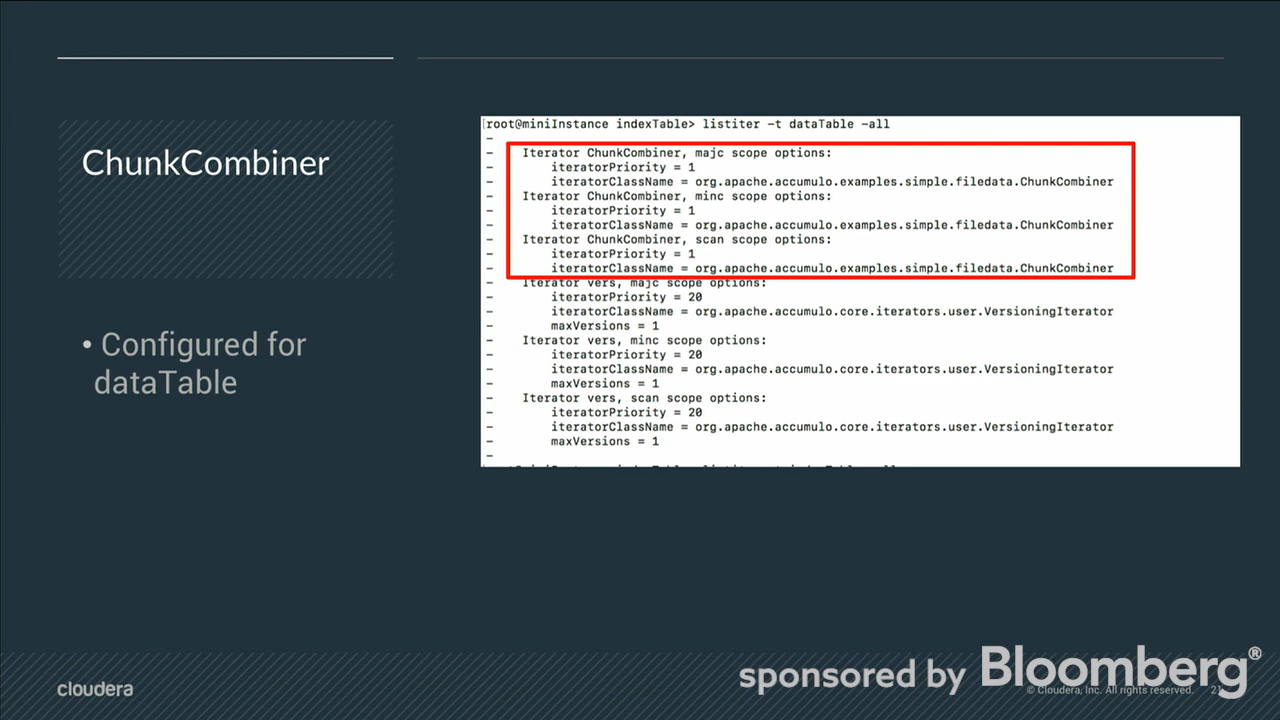 ChunkCombiner
• Configured for
dataTable
[root@miniInstance indexTable> listiter -t dataTable -all
-
-    Iterator ChunkCombiner, majc scope options:
-        iteratorPriority = 1
-        iteratorClassName = org.apache.accumulo.examples.simple.filedata.ChunkCombiner
-    Iterator ChunkCombiner, minc scope options:
-        iteratorPriority = 1
-        iteratorClassName = org.apache.accumulo.examples.simple.filedata.ChunkCombiner
-    Iterator ChunkCombiner, scan scope options:
-        iteratorPriority = 1
-        iteratorClassName = org.apache.accumulo.examples.simple.filedata.ChunkCombiner
-    Iterator vers, majc scope options:
-        iteratorPriority = 20
-        iteratorClassName = org.apache.accumulo.core.iterators.user.VersioningIterator
-        maxVersions = 1
-    Iterator vers, minc scope options:
-        iteratorPriority = 20
-        iteratorClassName = org.apache.accumulo.core.iterators.user.VersioningIterator
-        maxVersions = 1
-    Iterator vers, scan scope options:
-        iteratorPriority = 20
-        iteratorClassName = org.apache.accumulo.core.iterators.user.VersioningIterator
-        maxVersions = 1
-
cloudera
sponsored by Bloomberg®
© Cloudera, Inc. All rights reserved.